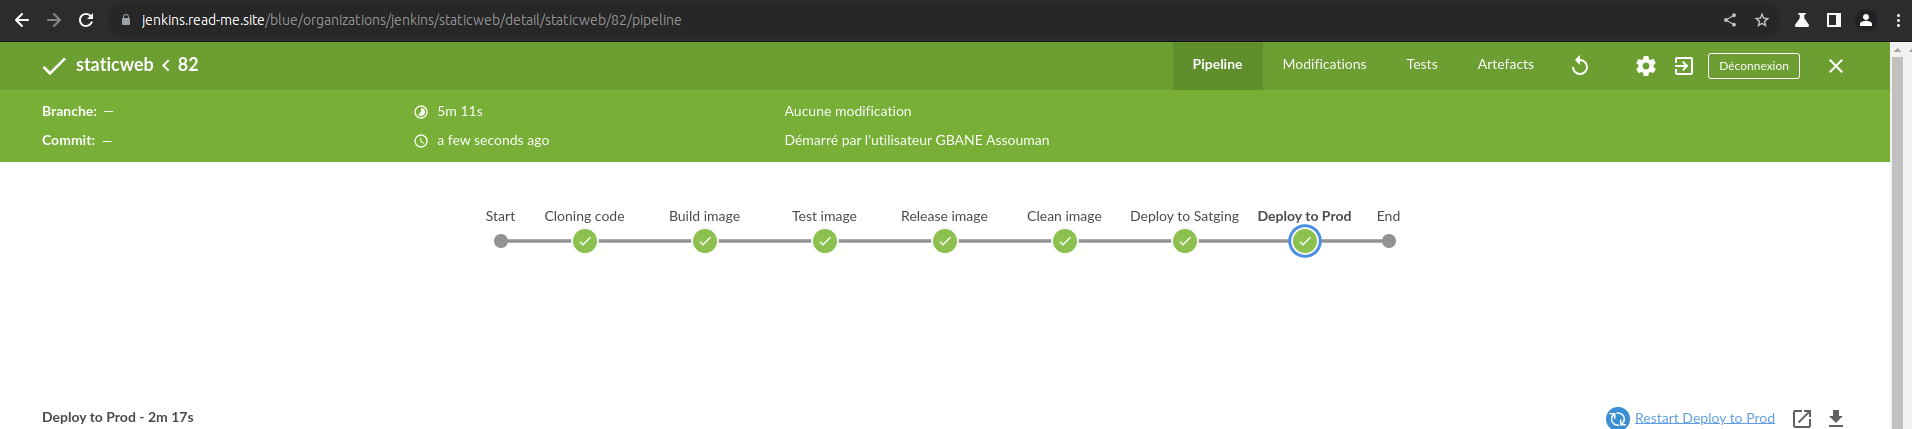 jenkins.read-me.site/blue/organizations/jenkins/staticweb/detail/staticweb/82/pipeline
staticweb < 82
Pipeline Modifications Tests Artefacts Déconnexion
Branche: — 5m 11s Aucune modification
Commit: — a few seconds ago Démarré par l'utilisateur GBANE Assouman
Start Cloning code Build image Test image Release image Clean image Deploy to Satging Deploy to Prod End
Deploy to Prod - 2m 17s Restart Deploy to Prod